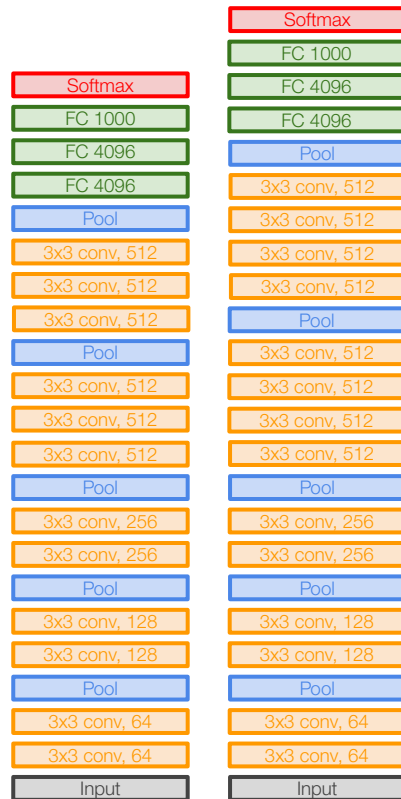 Softmax
FC 1000
FC 4096
FC 4096
Pool
3x3 conv, 512
3x3 conv, 512
3x3 conv, 512
Pool
3x3 conv, 512
3x3 conv, 512
3x3 conv, 512
Pool
3x3 conv, 256
3x3 conv, 256
Pool
3x3 conv, 128
3x3 conv, 128
Pool
3x3 conv, 64
3x3 conv, 64
Input
Softmax
FC 1000
FC 4096
FC 4096
Pool
3x3 conv, 512
3x3 conv, 512
3x3 conv, 512
3x3 conv, 512
Pool
3x3 conv, 512
3x3 conv, 512
3x3 conv, 512
3x3 conv, 512
Pool
3x3 conv, 256
3x3 conv, 256
Pool
3x3 conv, 128
3x3 conv, 128
Pool
3x3 conv, 64
3x3 conv, 64
Input